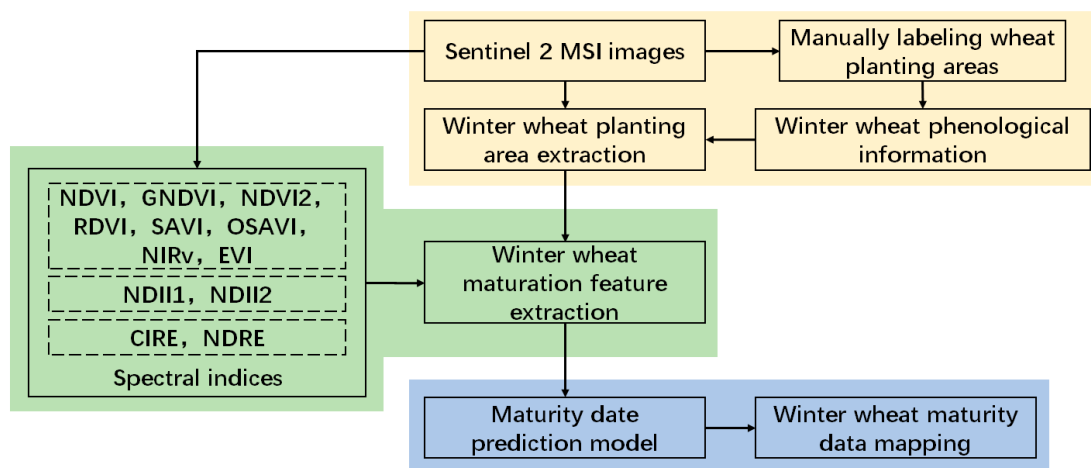 Sentinel 2 MSI images
Manually labeling wheat
planting areas
Winter wheat planting
area extraction
Winter wheat phenological
information
NDVI, GNDVI, NDVI2,
RDVI, SAVI, OSAVI,
NIRv, EVI
NDII1, NDII2
CIRE, NDRE
Spectral indices
Winter wheat
maturation feature
extraction
Maturity date
prediction model
Winter wheat maturity
data mapping